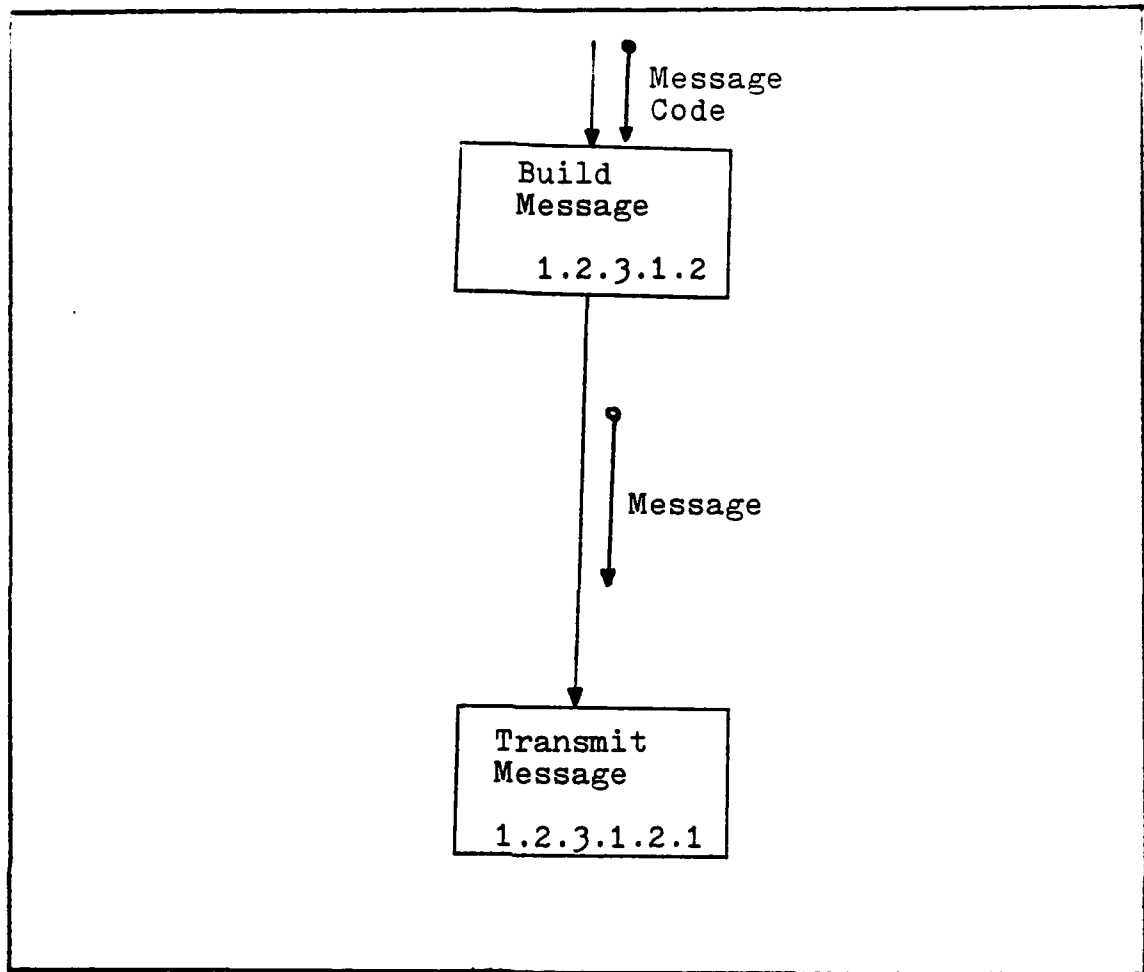 Message
Code
Build
Message
1.2.3.1.2
Message
Transmit
Message
1.2.3.1.2.1